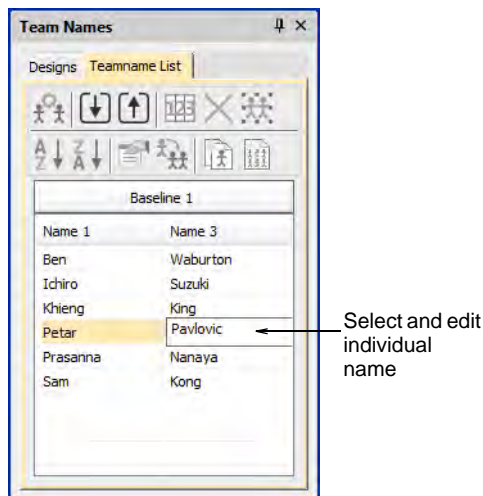 Team Names
Designs Teamname List
123
A Z Z A
Baseline 1
Name 1 Name 3
Ben Waburton
Ichiro Suzuki
Khieng King
Petar Pavlovic
Prasanna Nanaya
Sam Kong
Select and edit
individual
name